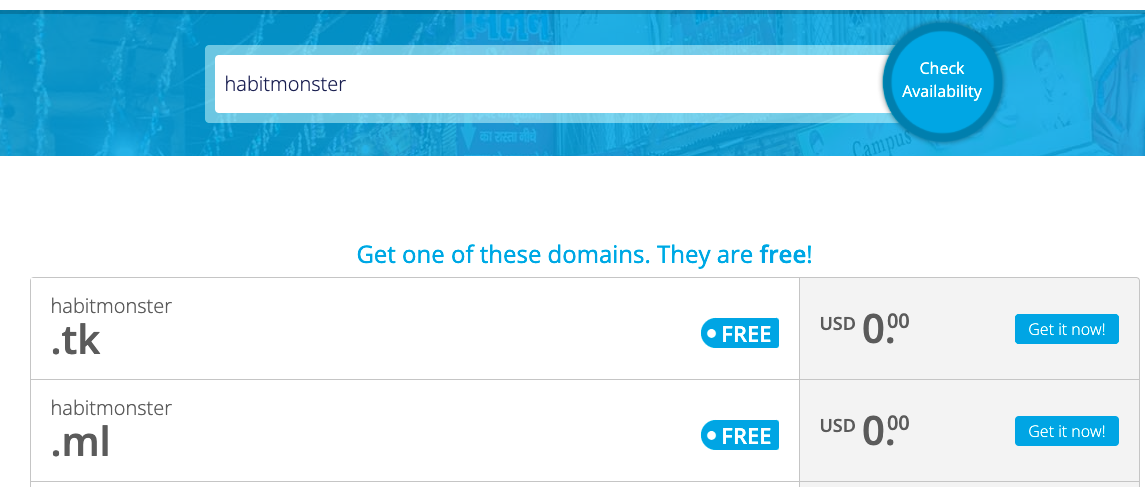 habitmonster
Check
Availability
का रास्ता नीचे
Campus
Get one of these domains. They are free!
habitmonster
.tk
FREE
USD 0.00
Get it now!
habitmonster
.ml
FREE
USD 0.00
Get it now!